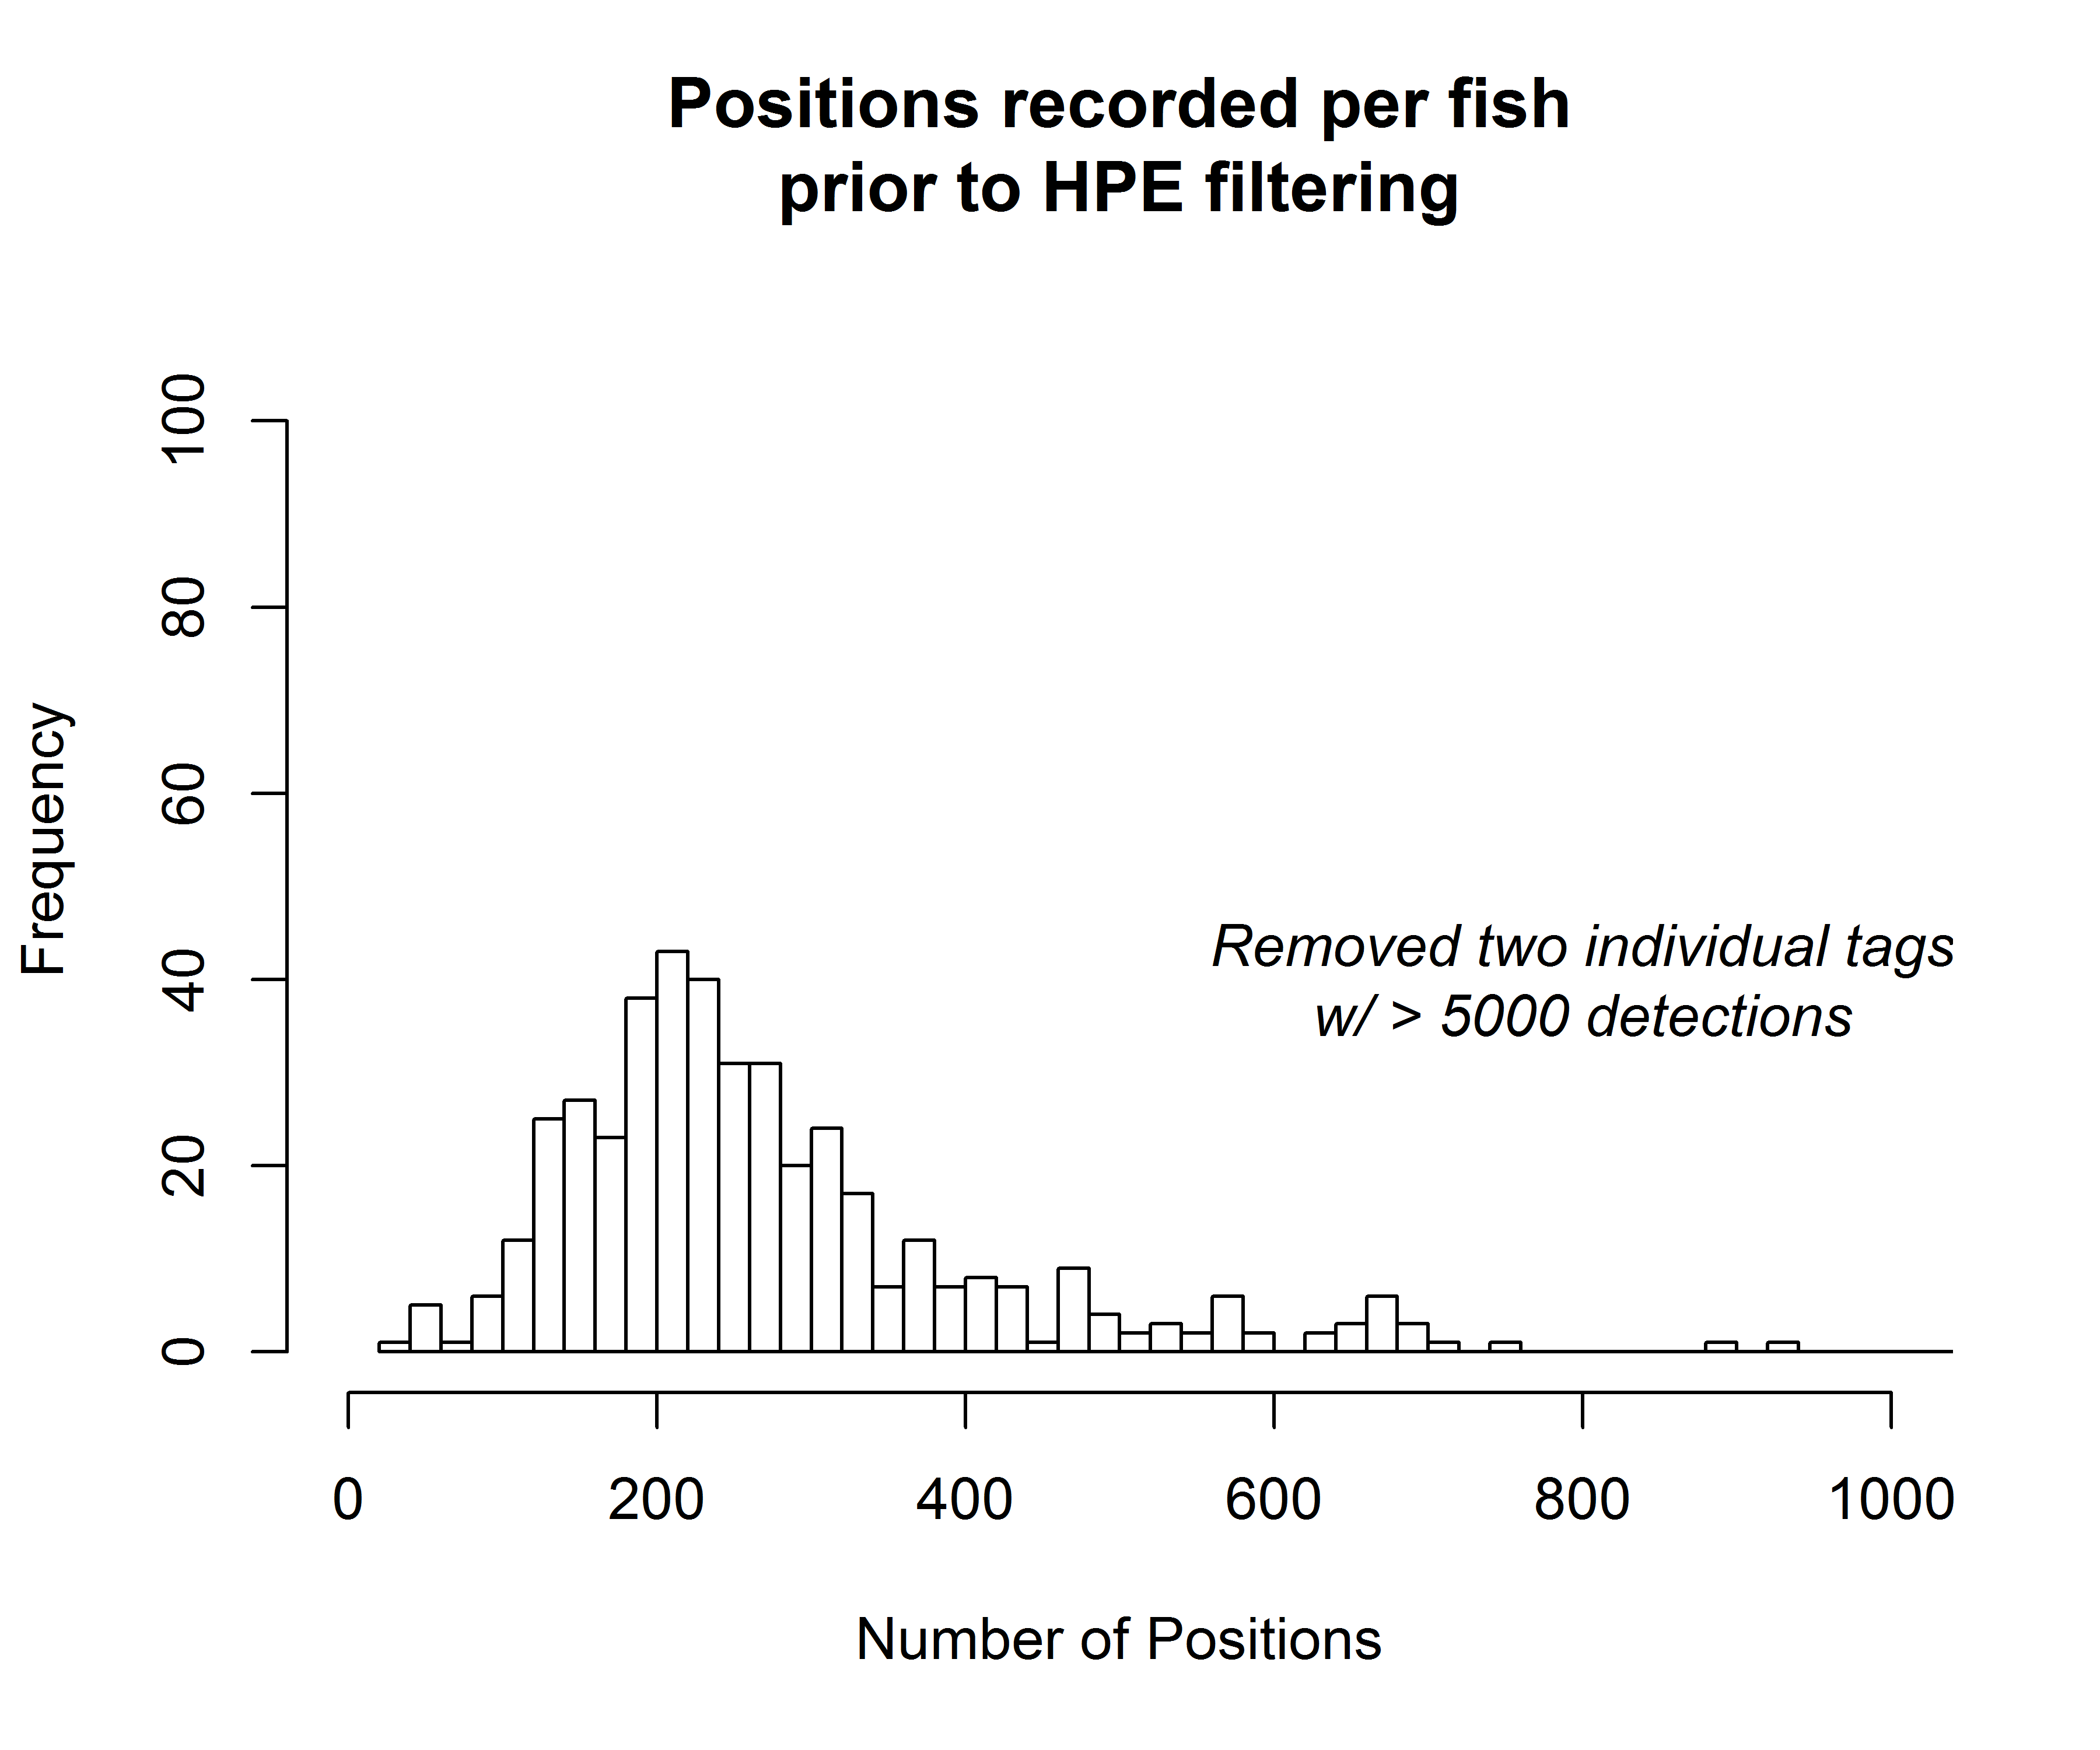 Positions recorded per fish
prior to HPE filtering
100
80
60
40
20
0
Frequency
Removed two individual tags
w/ > 5000 detections
0 200 400 600 800 1000
Number of Positions